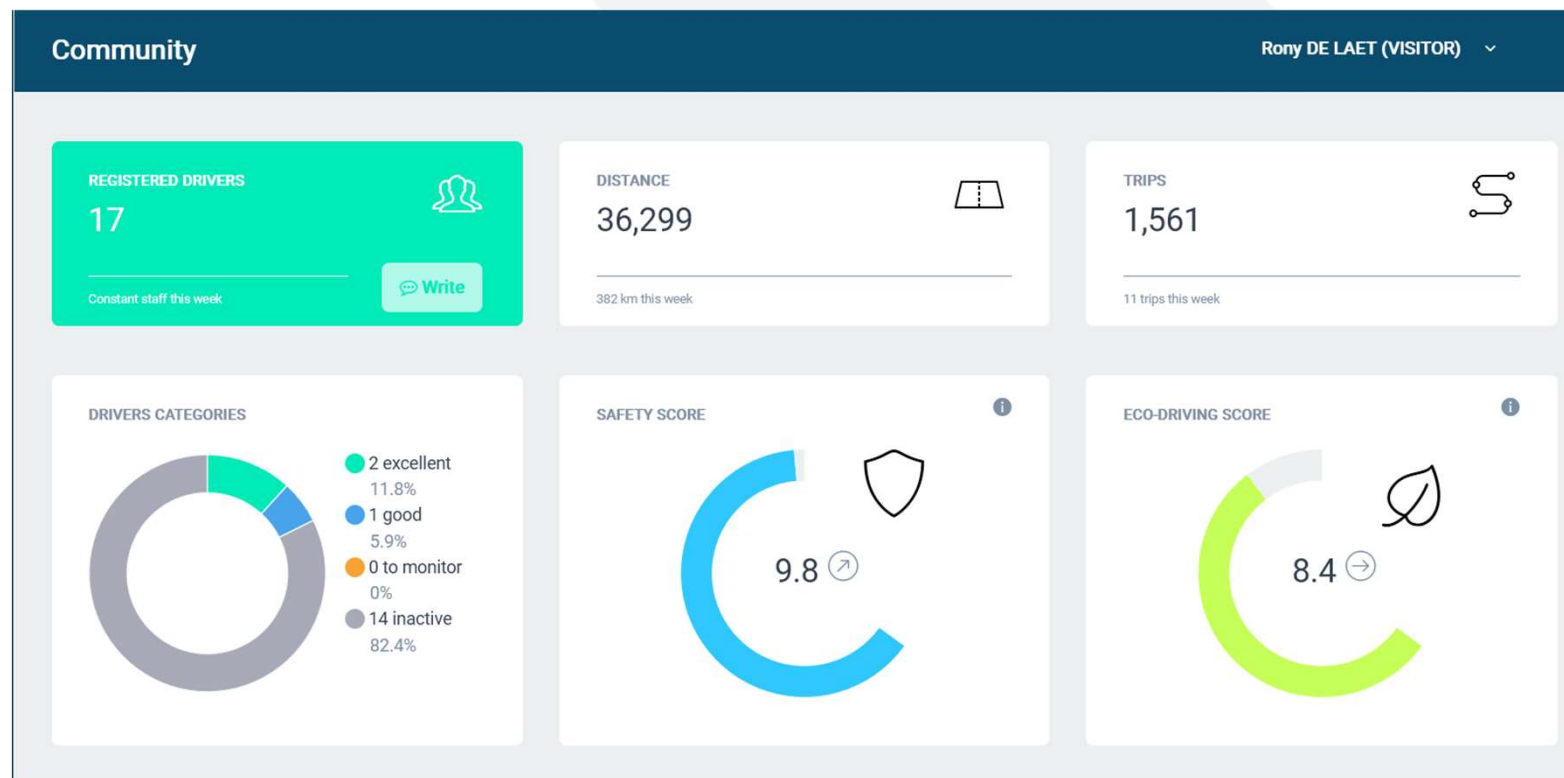 Community
Rony DE LAET (VISITOR)
REGISTERED DRIVERS
17
Constant staff this week
Write
DISTANCE
36,299
382 km this week
TRIPS
1,561
11 trips this week
DRIVERS CATEGORIES
2 excellent
11.8%
1 good
5.9%
0 to monitor
0%
14 inactive
82.4%
SAFETY SCORE
9.8
ECO-DRIVING SCORE
8.4